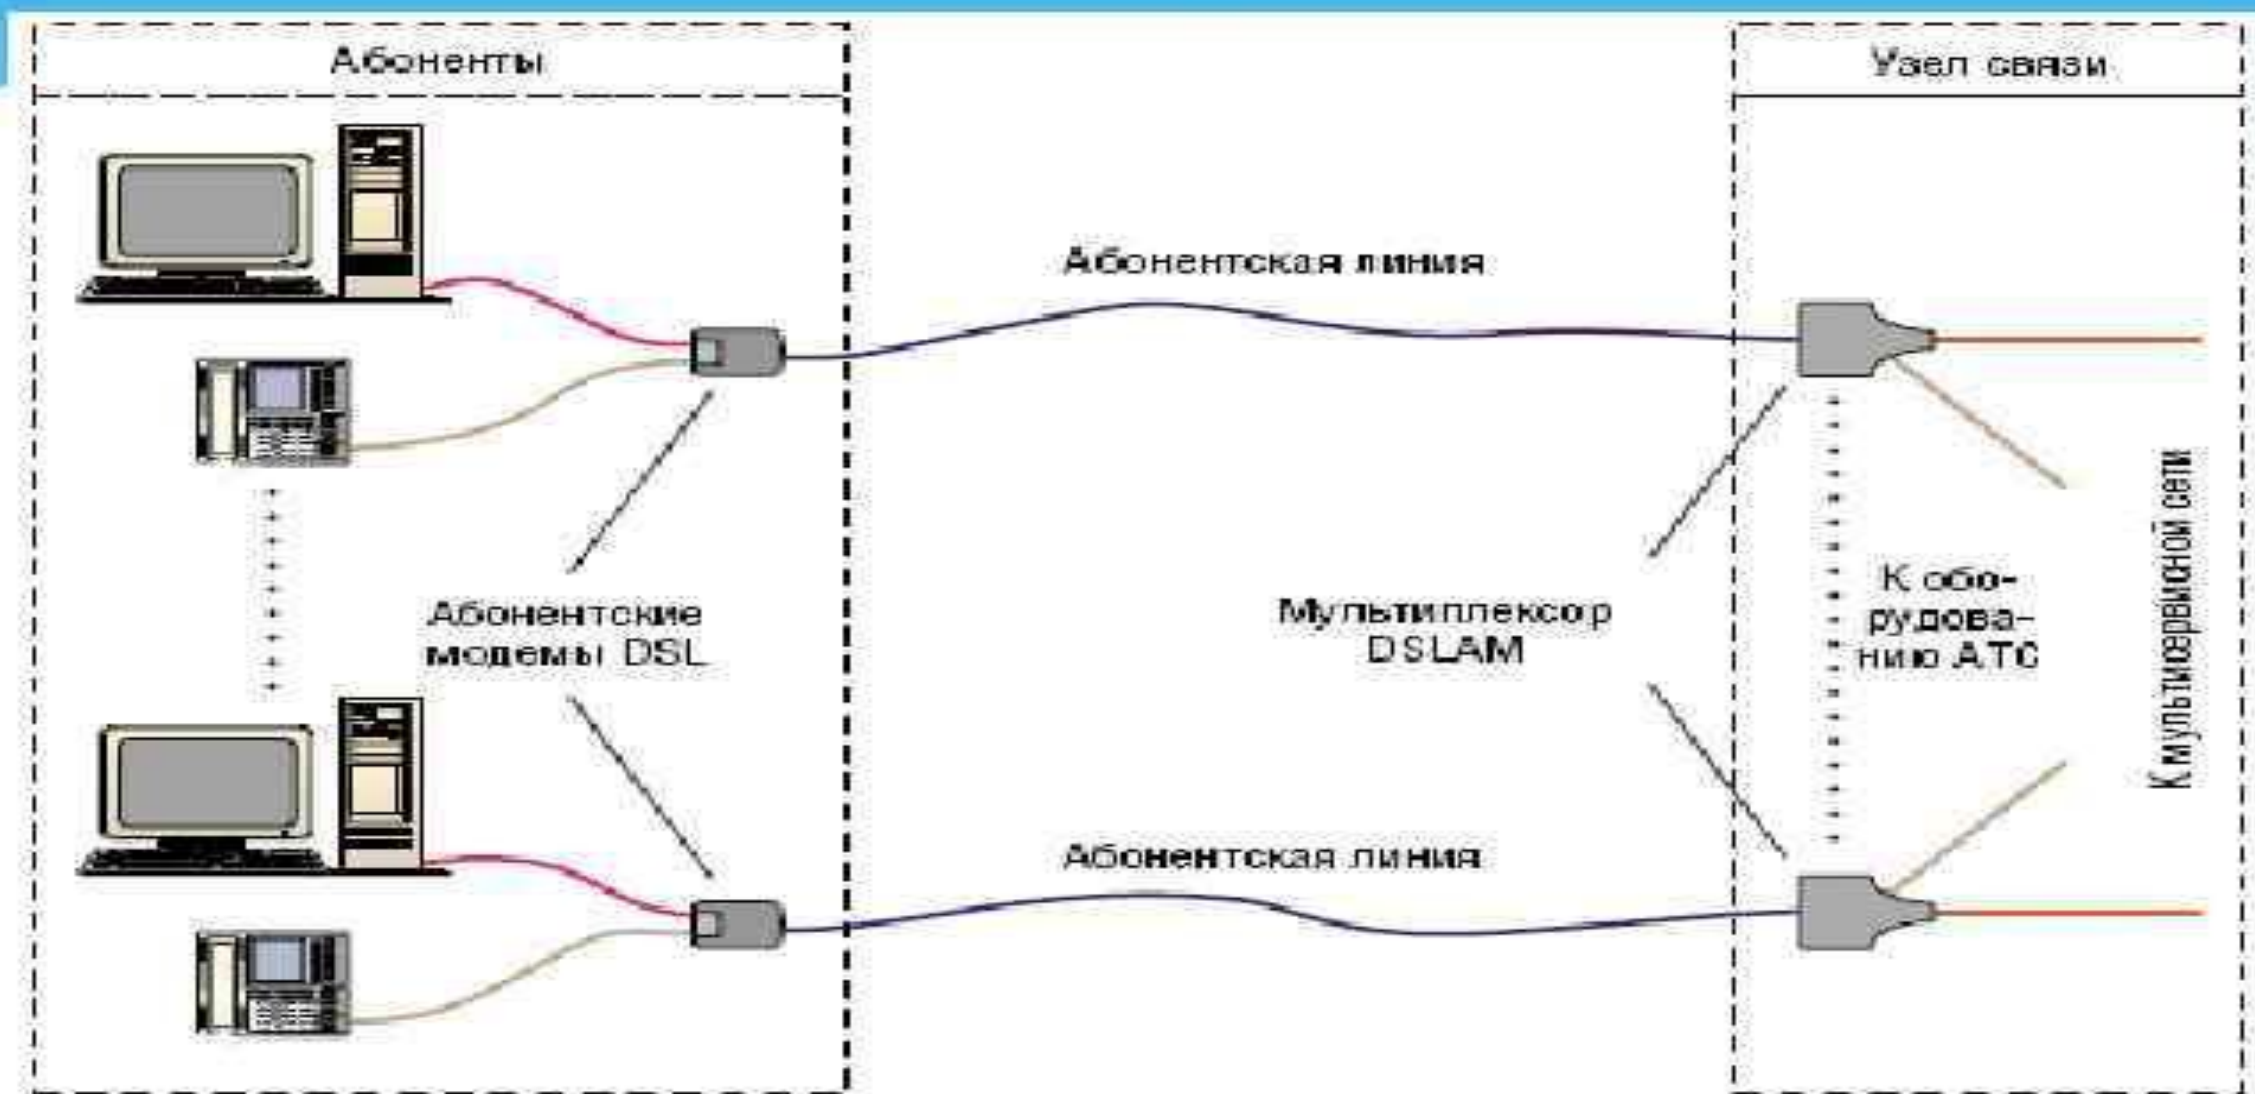 Абоненты
Узел связи
Абонентская линия
Абонентские
модемы DSL
Мультиплексор
DSLAM
К обо-
рудова-
нию АТС
К мультисервисной сети
Абонентская линия